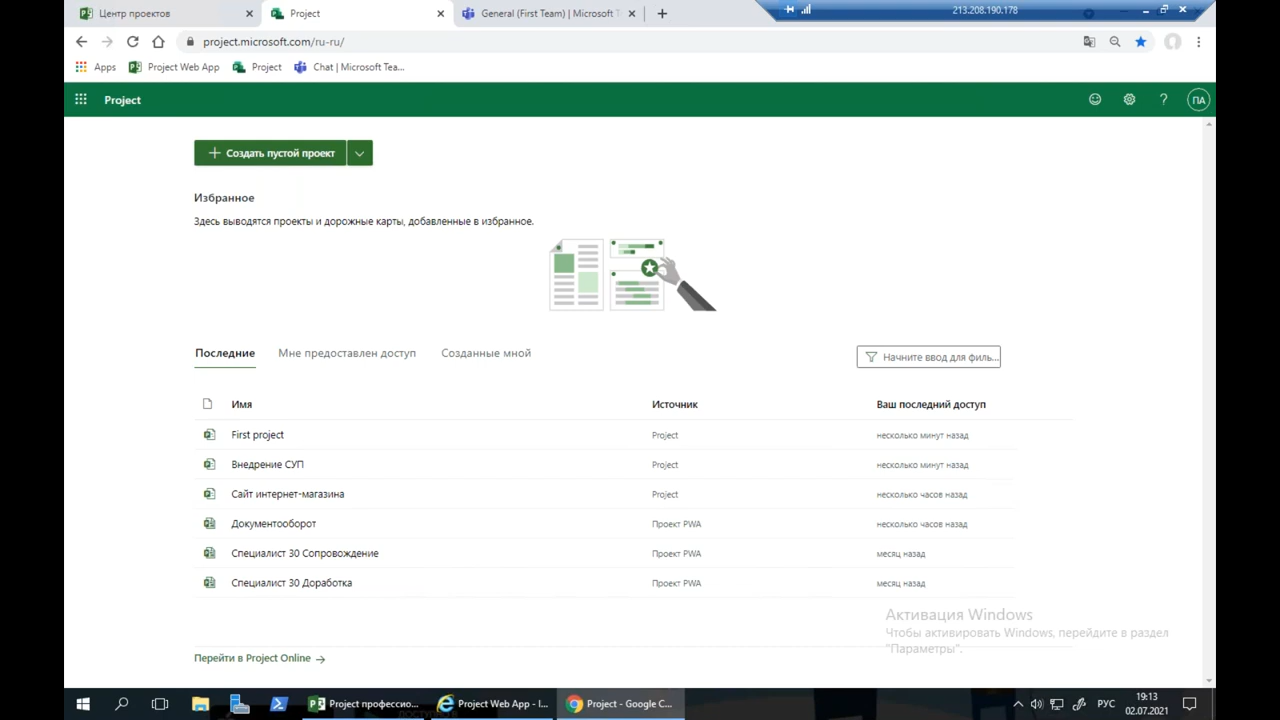 Центр проектов
Project
General (First Team) | Microsoft T
213.208.190.178
project.microsoft.com/ru-ru/
Apps
Project Web App
Project
Chat | Microsoft Tea...
Project
ПА
Создать пустой проект
Избранное
Здесь выводятся проекты и дорожные карты, добавленные в избранное.
Последние
Мне предоставлен доступ
Созданные мной
Начните ввод для филь...
Имя
Источник
Ваш последний доступ
First project
Project
несколько минут назад
Внедрение СУП
Project
несколько минут назад
Сайт интернет-магазина
Project
несколько часов назад
Документооборот
Проект PWA
несколько часов назад
Специалист 30 Сопровождение
Проект PWA
месяц назад
Специалист 30 Доработка
Проект PWA
месяц назад
Активация Windows
Чтобы активировать Windows, перейдите в раздел
"Параметры".
Перейти в Project Online
Project профессио...
Project Web App - I...
Project - Google C...
РУС
19:13
02.07.2021